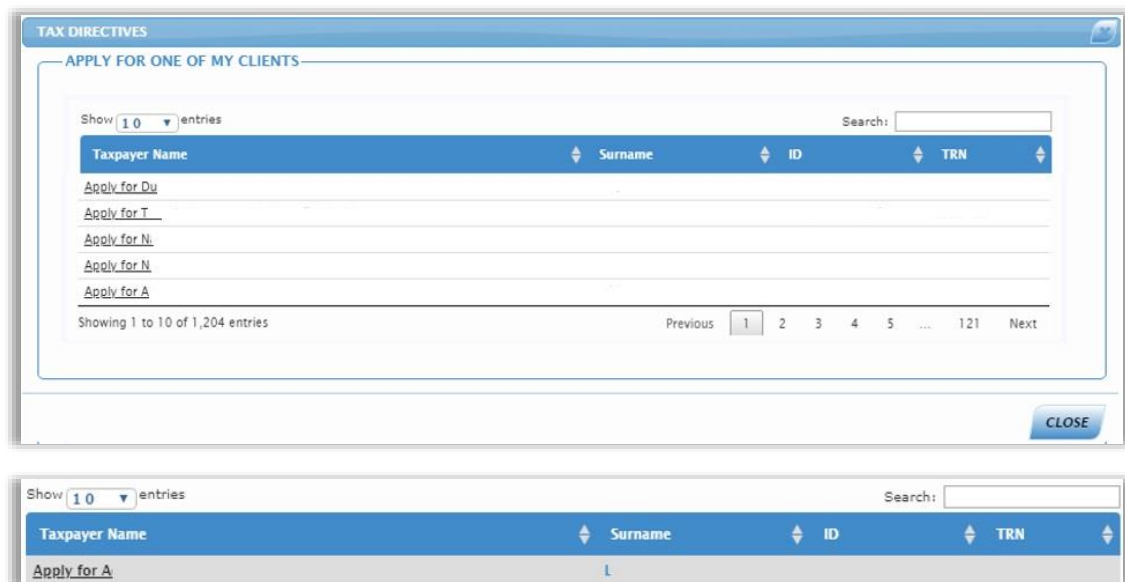 TAX DIRECTIVES
APPLY FOR ONE OF MY CLIENTS
Show 10 entries Search:
Taxpayer Name Surname ID TRN
Apply for Du
Apply for T
Apply for N
Apply for N
Apply for A
Showing 1 to 10 of 1,204 entries Previous 1 2 3 4 5 ... 121 Next
CLOSE
Show 10 entries Search:
Taxpayer Name Surname ID TRN
Apply for A L